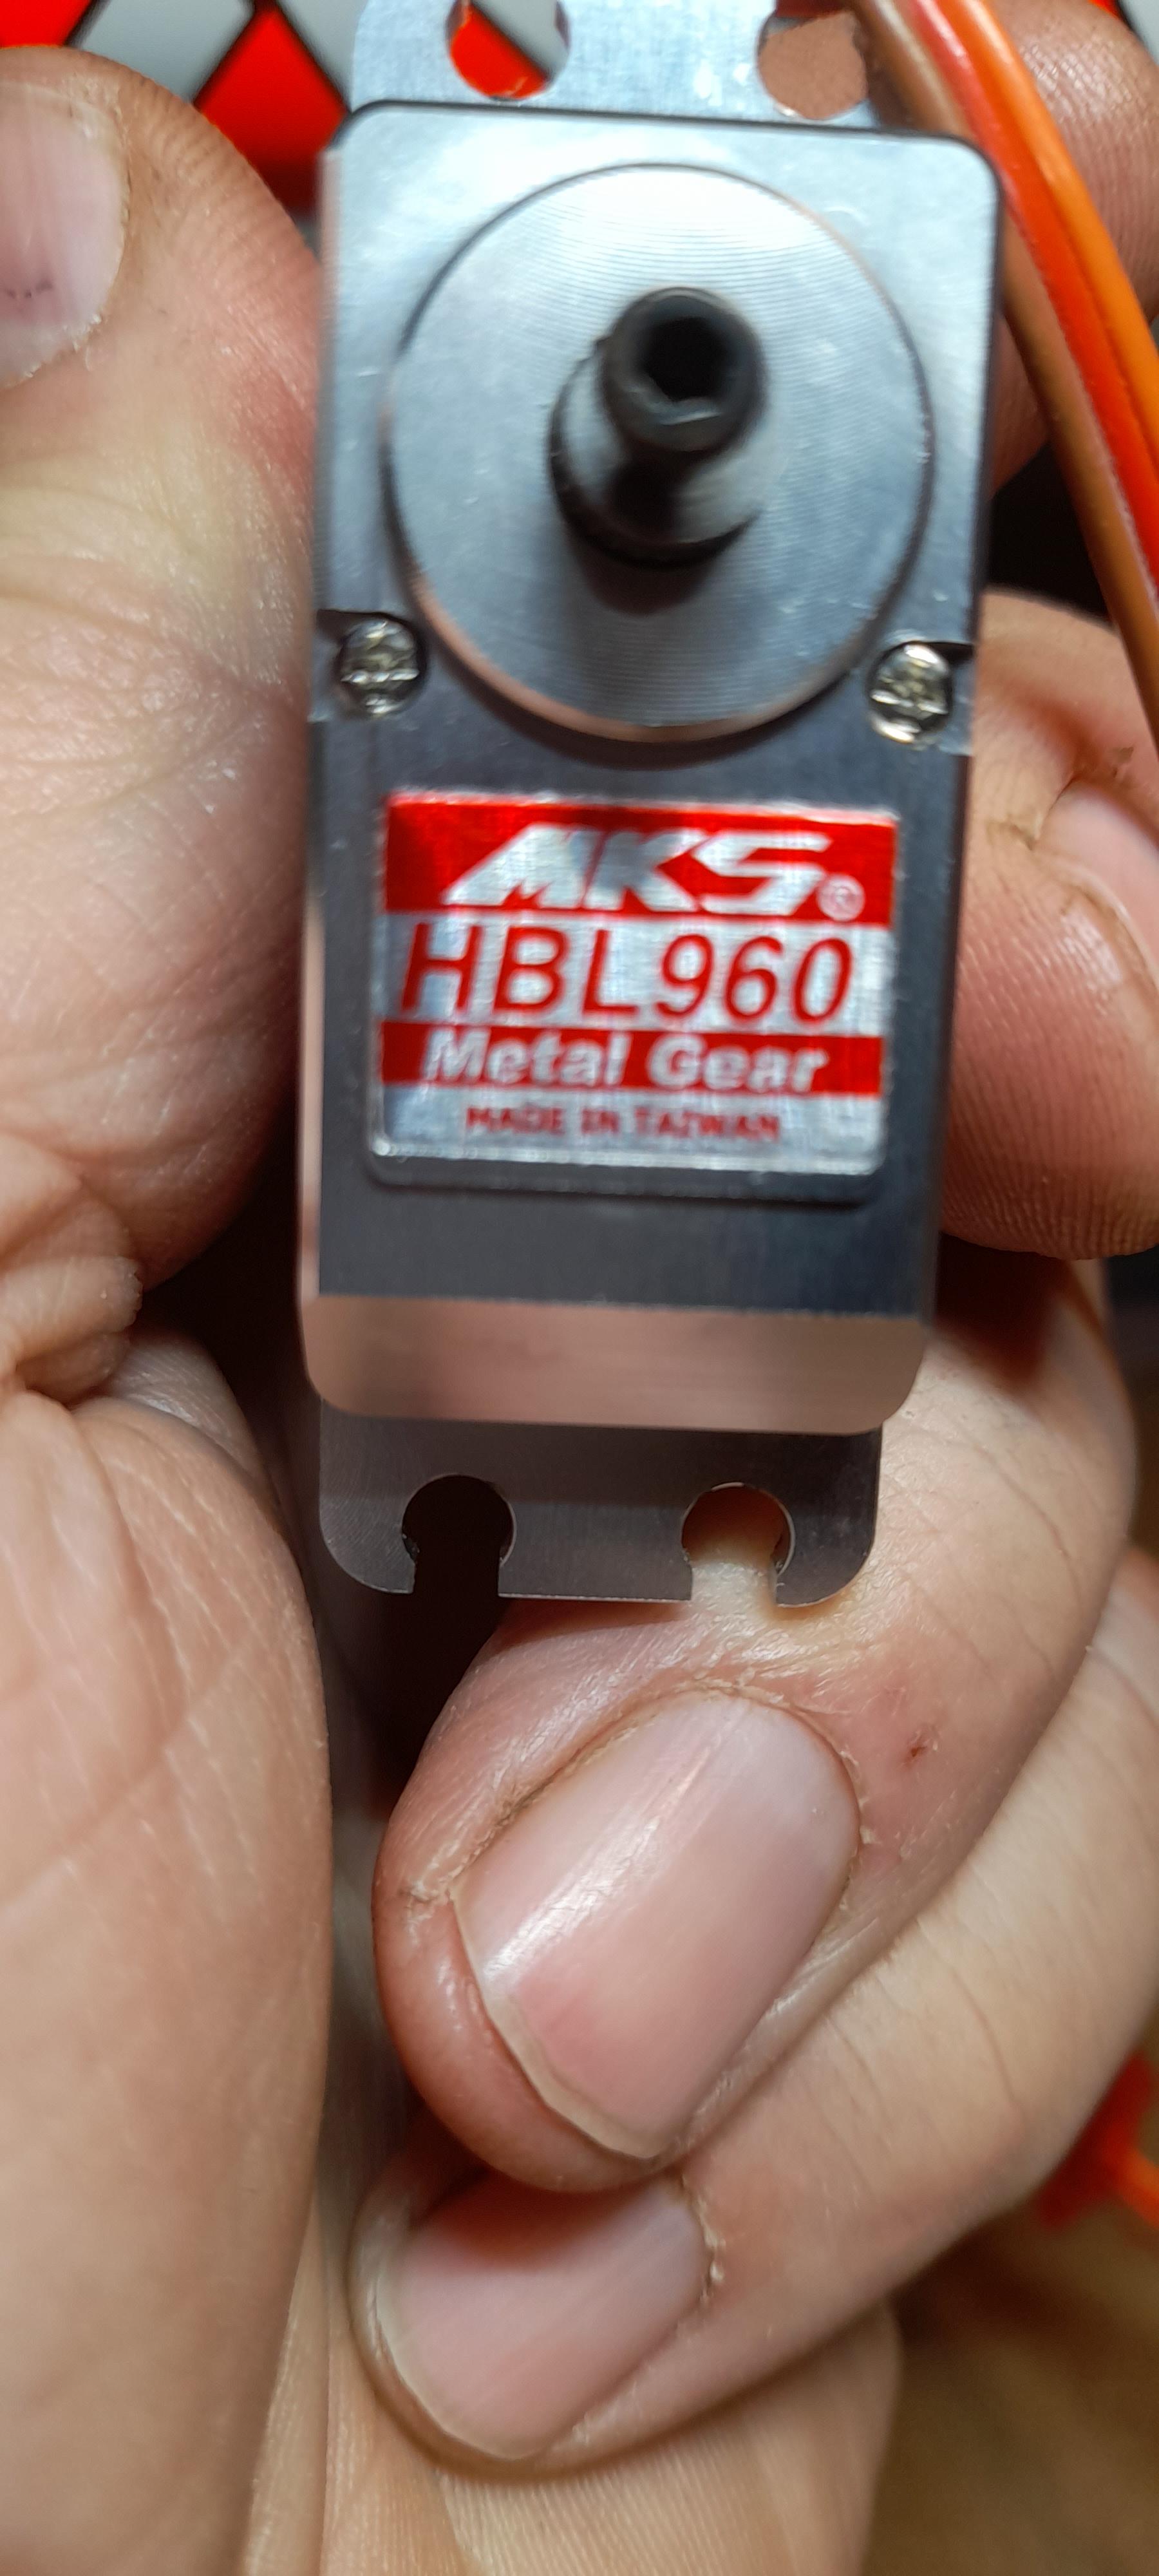 MKS®
HBL960
Metal Gear
MADE IN TAIWAN